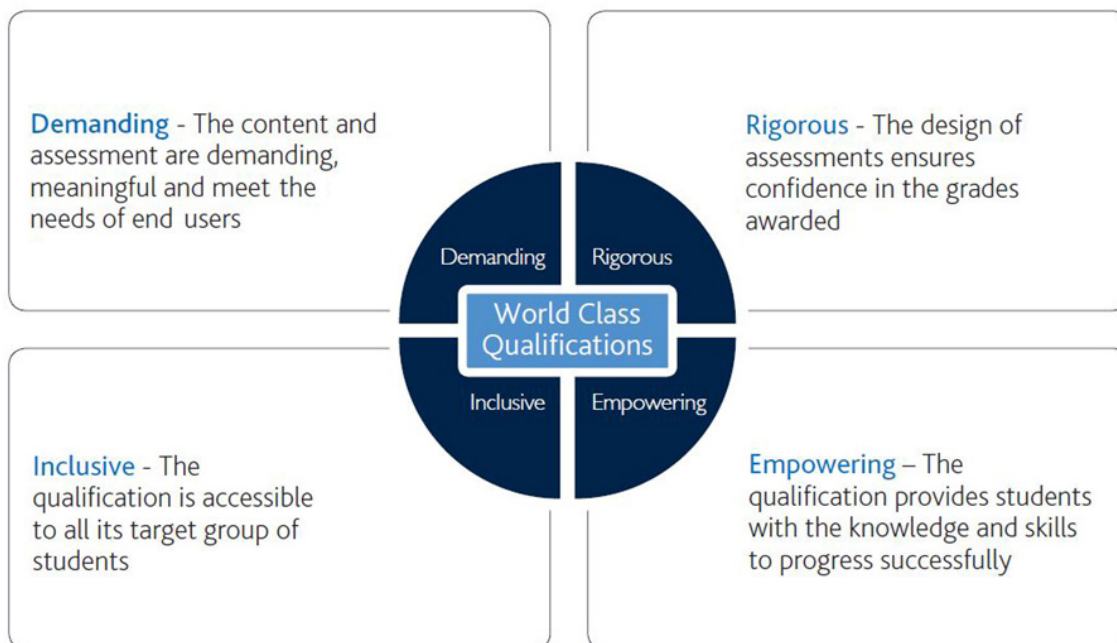 Demanding - The content and
assessment are demanding,
meaningful and meet the
needs of end users
Rigorous - The design of
assessments ensures
confidence in the grades
awarded
Demanding
Rigorous
World Class
Qualifications
Inclusive
Empowering
Inclusive - The
qualification is accessible
to all its target group of
students
Empowering – The
qualification provides students
with the knowledge and skills
to progress successfully